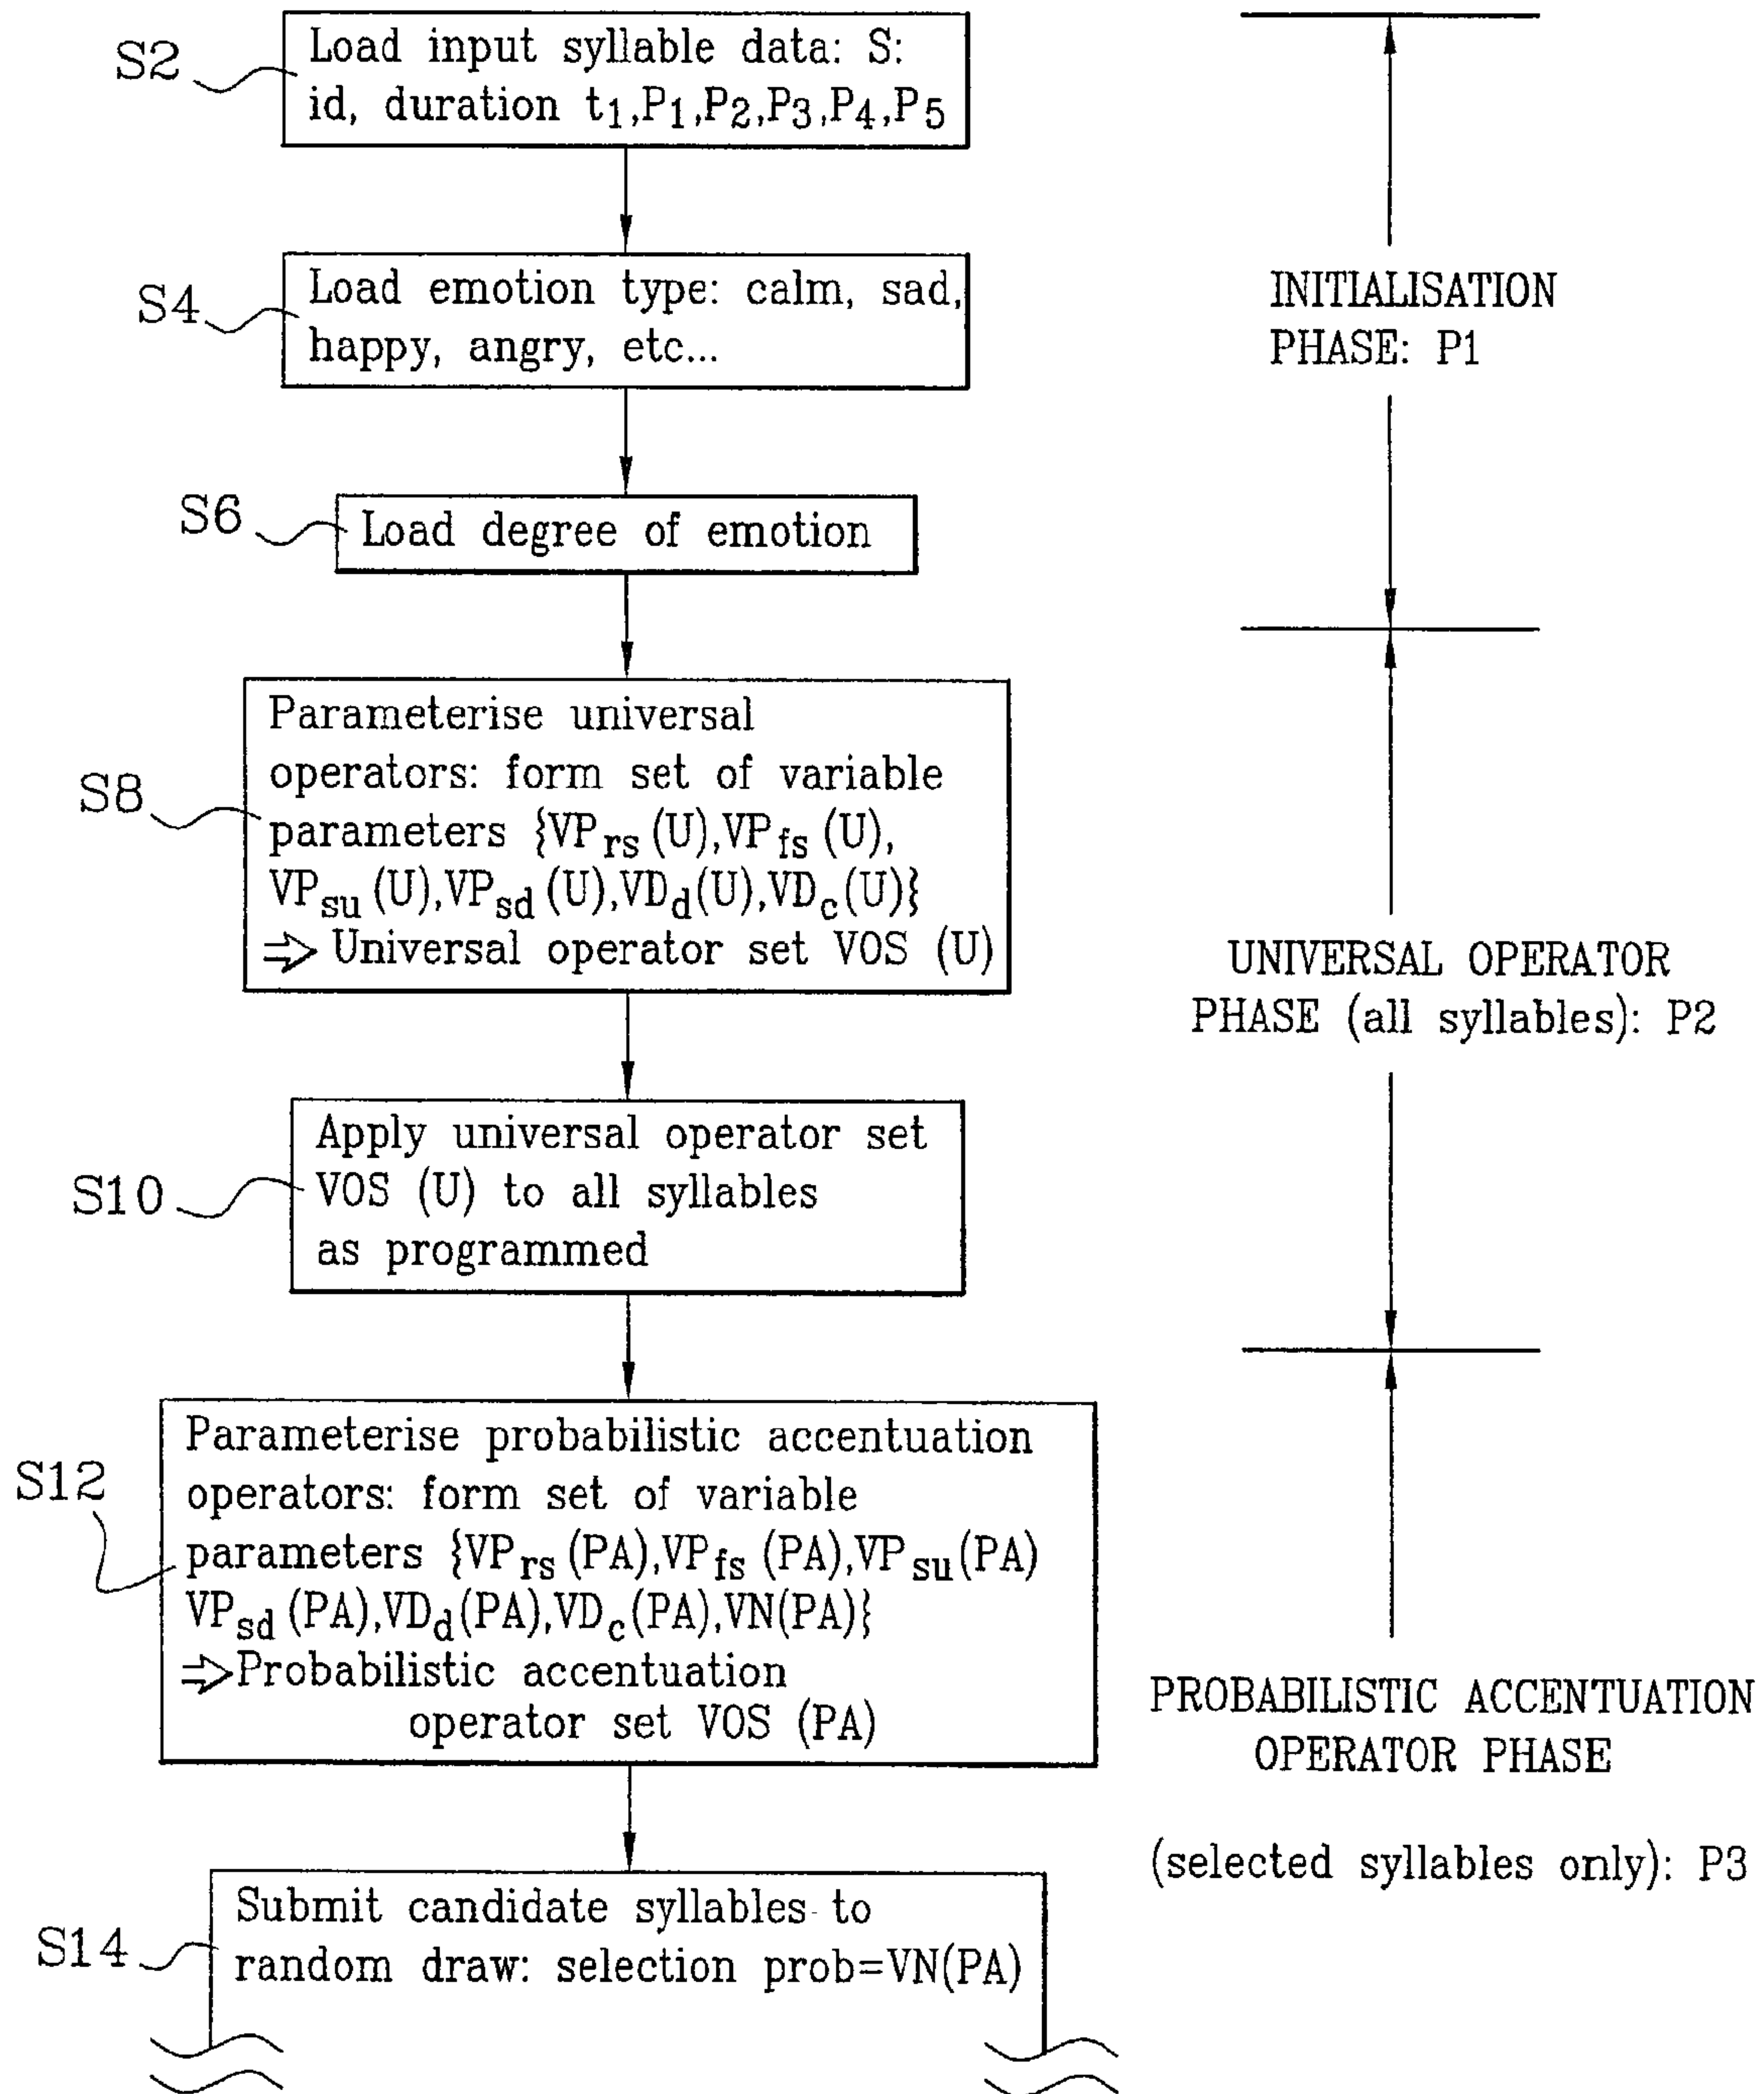 S2
Load input syllable data: S:
id, duration t1,P1,P2,P3,P4,P5
S4
Load emotion type: calm, sad,
happy, angry, etc...
INITIALISATION
PHASE: P1
S6
Load degree of emotion
S8
Parameterise universal
operators: form set of variable
parameters {VPrs (U),VPfs (U),
VPsu (U),VPsd (U),VDd(U),VDc(U)}
⇒ Universal operator set VOS (U)
UNIVERSAL OPERATOR
PHASE (all syllables): P2
S10
Apply universal operator set
VOS (U) to all syllables
as programmed
S12
Parameterise probabilistic accentuation
operators: form set of variable
parameters {VPrs (PA),VPfs (PA),VPsu(PA)
VPsd (PA),VDd(PA),VDc(PA),VN(PA)}
⇒Probabilistic accentuation
operator set VOS (PA)
PROBABILISTIC ACCENTUATION
OPERATOR PHASE
(selected syllables only): P3
S14
Submit candidate syllables to
random draw: selection prob=VN(PA)